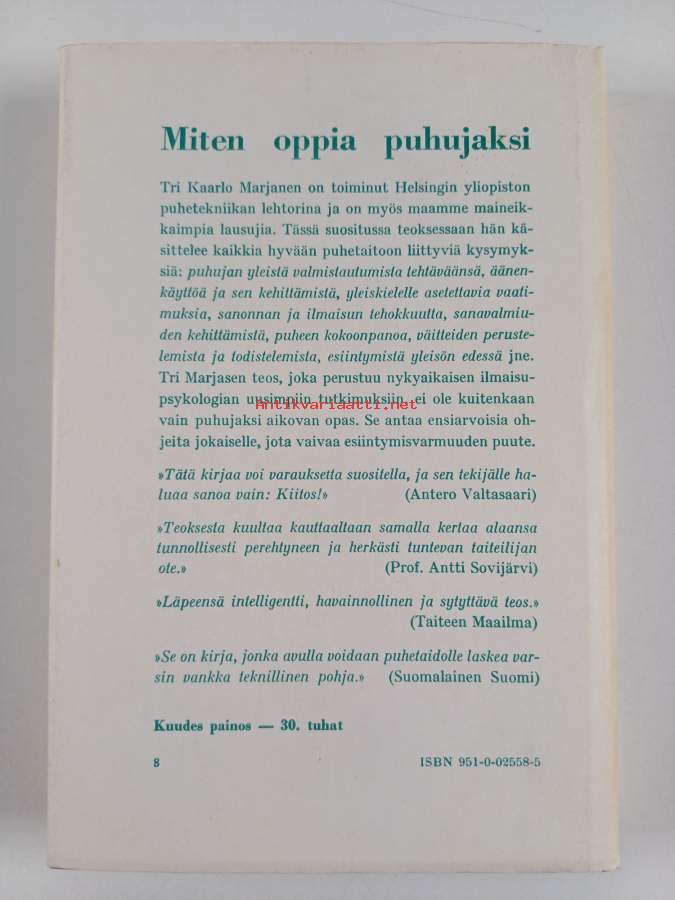 Miten oppia puhujaksi
Tri Kaarlo Marjanen on toiminut Helsingin yliopiston
puhetekniikan lehtorina ja on myös maamme maineik-
kaimpia lausujia. Tässä suositussa teoksessaan hän kä-
sittelee kaikkia hyvään puhetaitoon liittyviä kysymyk-
siä: puhujan yleistä valmistautumista tehtäväänsä, äänen-
käyttöä ja sen kehittämistä, yleiskielelle asetettavia vaati-
muksia, sanonnan ja ilmaisun tehokkuutta, sanavalmiu-
den kehittämistä, puheen kokoonpanoa, väitteiden peruste-
lemista ja todistelemista, esiintymistä yleisön edessä jne.
Tri Marjasen teos, joka perustuu nykyaikaisen ilmaisu-
psykologian uusimpiin tutkimuksiin, ei ole kuitenkaan
Antikvariaatti.net
vain puhujaksi aikovan opas. Se antaa ensiarvoisia oh-
jeita jokaiselle, jota vaivaa esiintymisvarmuuden puute.
»Tätä kirjaa voi varauksetta suositella, ja sen tekijälle ha-
luaa sanoa vain: Kiitos!» (Antero Valtasaari)
»Teoksesta kuultaa kauttaaltaan samalla kertaa alaansa
tunnollisesti perehtyneen ja herkästi tuntevan taiteilijan
ote.» (Prof. Antti Sovijärvi)
»Läpeensä intelligentti, havainnollinen ja sytyttävä teos.»
(Taiteen Maailma)
»Se on kirja, jonka avulla voidaan puhetaidolle laskea var-
sin vankka teknillinen pohja.» (Suomalainen Suomi)
Kuudes painos — 30. tuhat
8 ISBN 951-0-02558-5